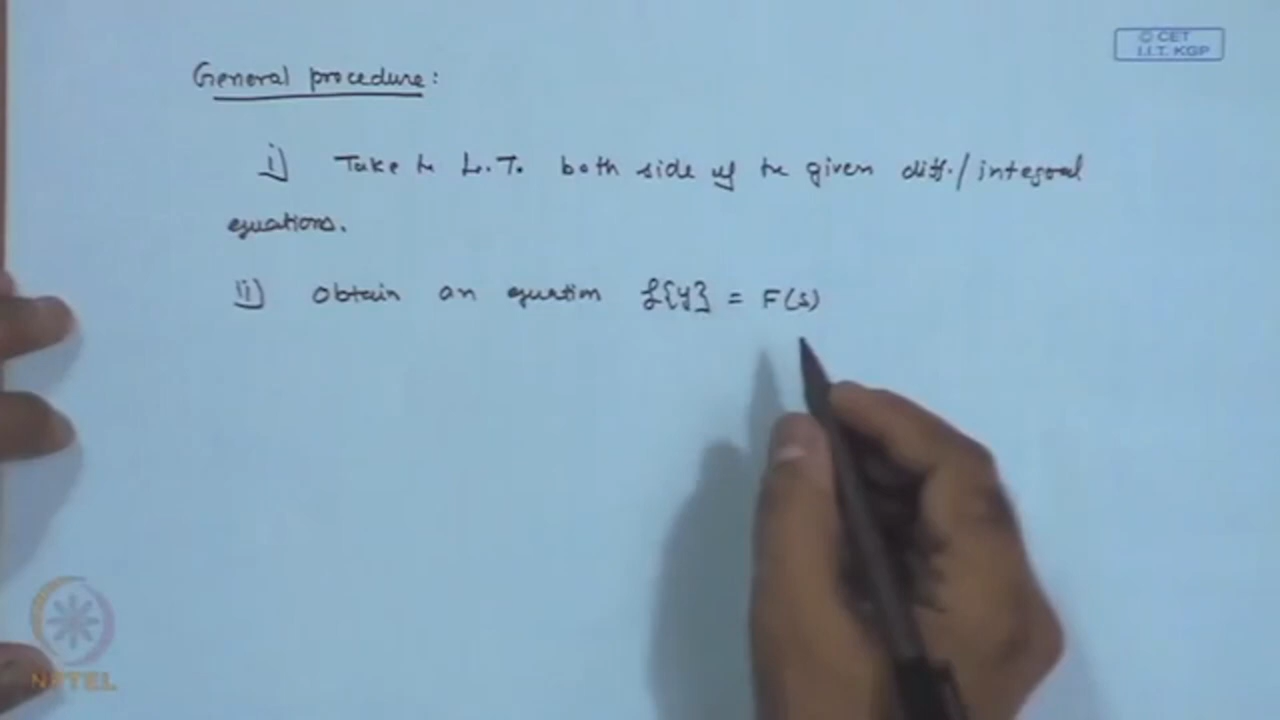 © CET
I.I.T. KGP
General procedure:
i) Take the L.T. both side of the given diff./integral
equations.
ii) Obtain an equation ℒ{y} = F(s)
NPTEL